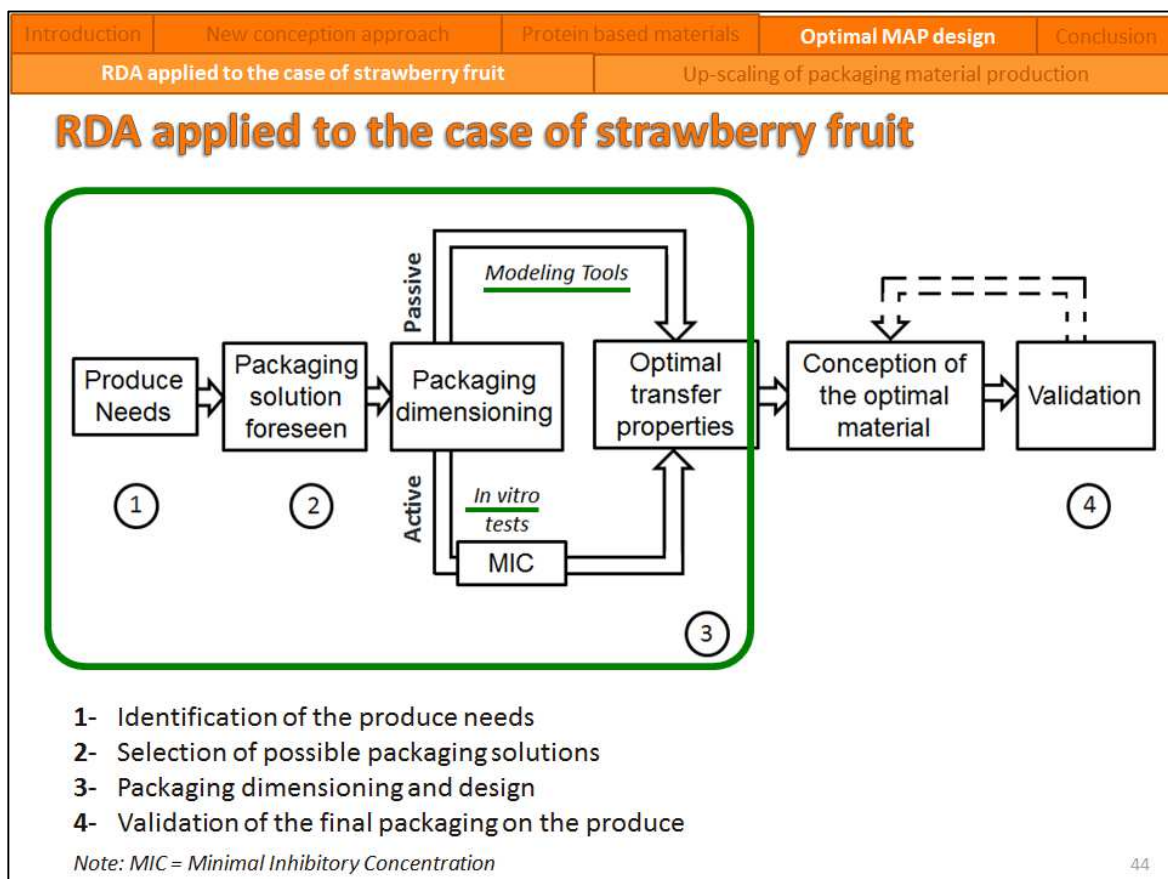 Introduction
New conception approach
Protein based materials
Optimal MAP design
Conclusion
RDA applied to the case of strawberry fruit
Up-scaling of packaging material production
RDA applied to the case of strawberry fruit
Passive
Modeling Tools
Produce
Needs
Packaging
solution
foreseen
Packaging
dimensioning
Optimal
transfer
properties
Conception of
the optimal
material
Validation
1
2
Active
In vitro
tests
MIC
3
4
1- Identification of the produce needs
2- Selection of possible packaging solutions
3- Packaging dimensioning and design
4- Validation of the final packaging on the produce
Note: MIC = Minimal Inhibitory Concentration
44